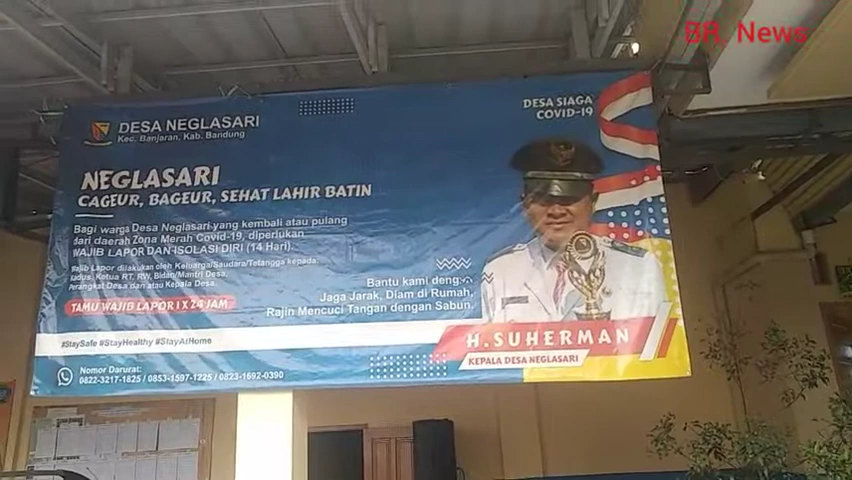 BR, News
DESA NEGLASARI
Kec. Banjaran, Kab. Bandung
DESA SIAGA
COVID-19
NEGLASARI
CAGEUR, BAGEUR, SEHAT LAHIR BATIN
Bagi warga Desa Neglasari yang kembali atau pulang
dari daerah Zona Merah Covid-19, diperlukan
WAJIB LAPOR DAN ISOLASI DIRI (14 Hari).
Wajib Lapor dilakukan oleh Keluarga/Saudara/Tetangga kepada:
Kadus, Ketua RT, RW, Bidan/Mantri Desa,
Perangkat Desa dan atau Kepala Desa.
TAMU WAJIB LAPOR 1 X 24 JAM
Bantu kami dengan
Jaga Jarak, Diam di Rumah,
Rajin Mencuci Tangan dengan Sabun.
#StaySafe #StayHealthy #StayAtHome
H.SUHERMAN
KEPALA DESA NEGLASARI
Nomor Darurat:
0822-3217-1825 / 0853-1597-1225 / 0823-1692-0390